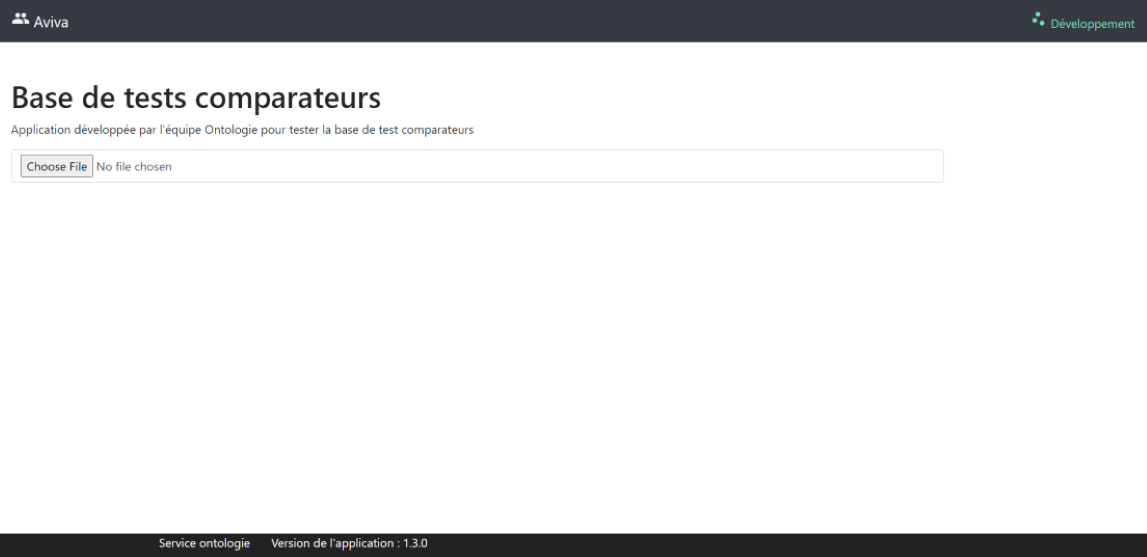 Aviva
Développement
Base de tests comparateurs
Application développée par l'équipe Ontologie pour tester la base de test comparateurs
Choose File No file chosen
Service ontologie Version de l'application : 1.3.0